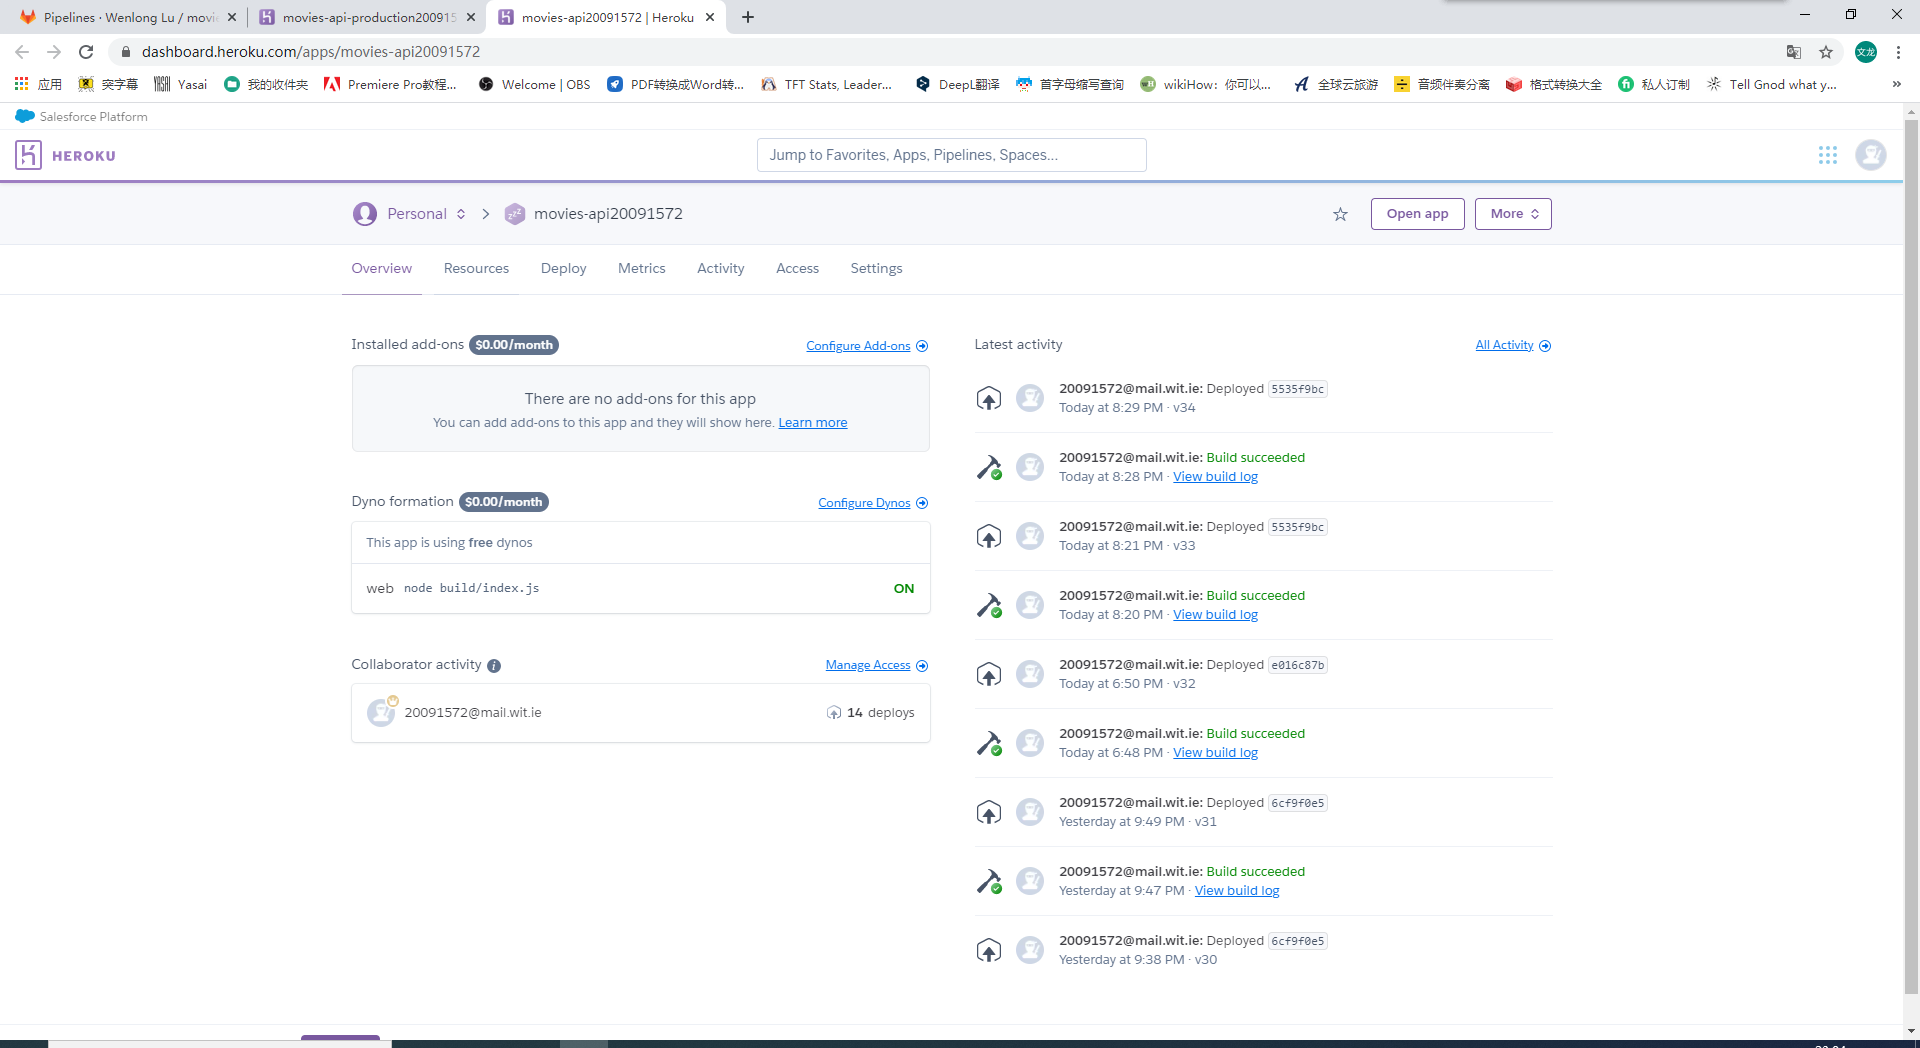 Pipelines · Wenlong Lu / movi
movies-api-production200915
movies-api20091572 | Heroku
dashboard.heroku.com/apps/movies-api20091572
文龙
应用
突字幕
Yasai
我的收件夹
Premiere Pro教程...
Welcome | OBS
PDF转换成Word转...
TFT Stats, Leader...
DeepL翻译
首字母缩写查询
wikiHow：你可以...
全球云旅游
音频伴奏分离
格式转换大全
私人订制
Tell Gnod what y...
Salesforce Platform
HEROKU
Jump to Favorites, Apps, Pipelines, Spaces...
Personal
movies-api20091572
Open app
More
Overview
Resources
Deploy
Metrics
Activity
Access
Settings
Installed add-ons $0.00/month
Configure Add-ons
There are no add-ons for this app
You can add add-ons to this app and they will show here. Learn more
Dyno formation $0.00/month
Configure Dynos
This app is using free dynos
web node build/index.js
ON
Collaborator activity
Manage Access
20091572@mail.wit.ie
14 deploys
Latest activity
All Activity
20091572@mail.wit.ie: Deployed 5535f9bc
Today at 8:29 PM · v34
20091572@mail.wit.ie: Build succeeded
Today at 8:28 PM · View build log
20091572@mail.wit.ie: Deployed 5535f9bc
Today at 8:21 PM · v33
20091572@mail.wit.ie: Build succeeded
Today at 8:20 PM · View build log
20091572@mail.wit.ie: Deployed e016c87b
Today at 6:50 PM · v32
20091572@mail.wit.ie: Build succeeded
Today at 6:48 PM · View build log
20091572@mail.wit.ie: Deployed 6cf9f0e5
Yesterday at 9:49 PM · v31
20091572@mail.wit.ie: Build succeeded
Yesterday at 9:47 PM · View build log
20091572@mail.wit.ie: Deployed 6cf9f0e5
Yesterday at 9:38 PM · v30